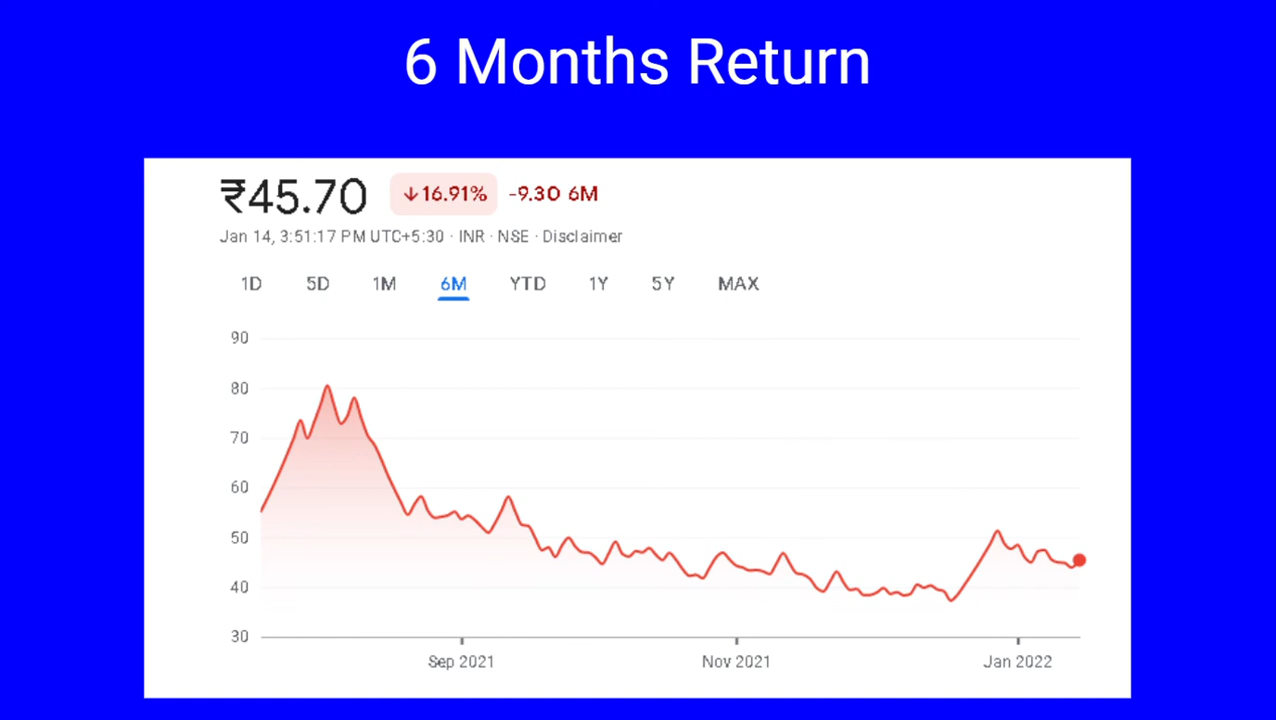 6 Months Return
₹45.70 ↓16.91% -9.30 6M
Jan 14, 3:51:17 PM UTC+5:30 · INR · NSE · Disclaimer
1D 5D 1M 6M YTD 1Y 5Y MAX
90
80
70
60
50
40
30
Sep 2021 Nov 2021 Jan 2022